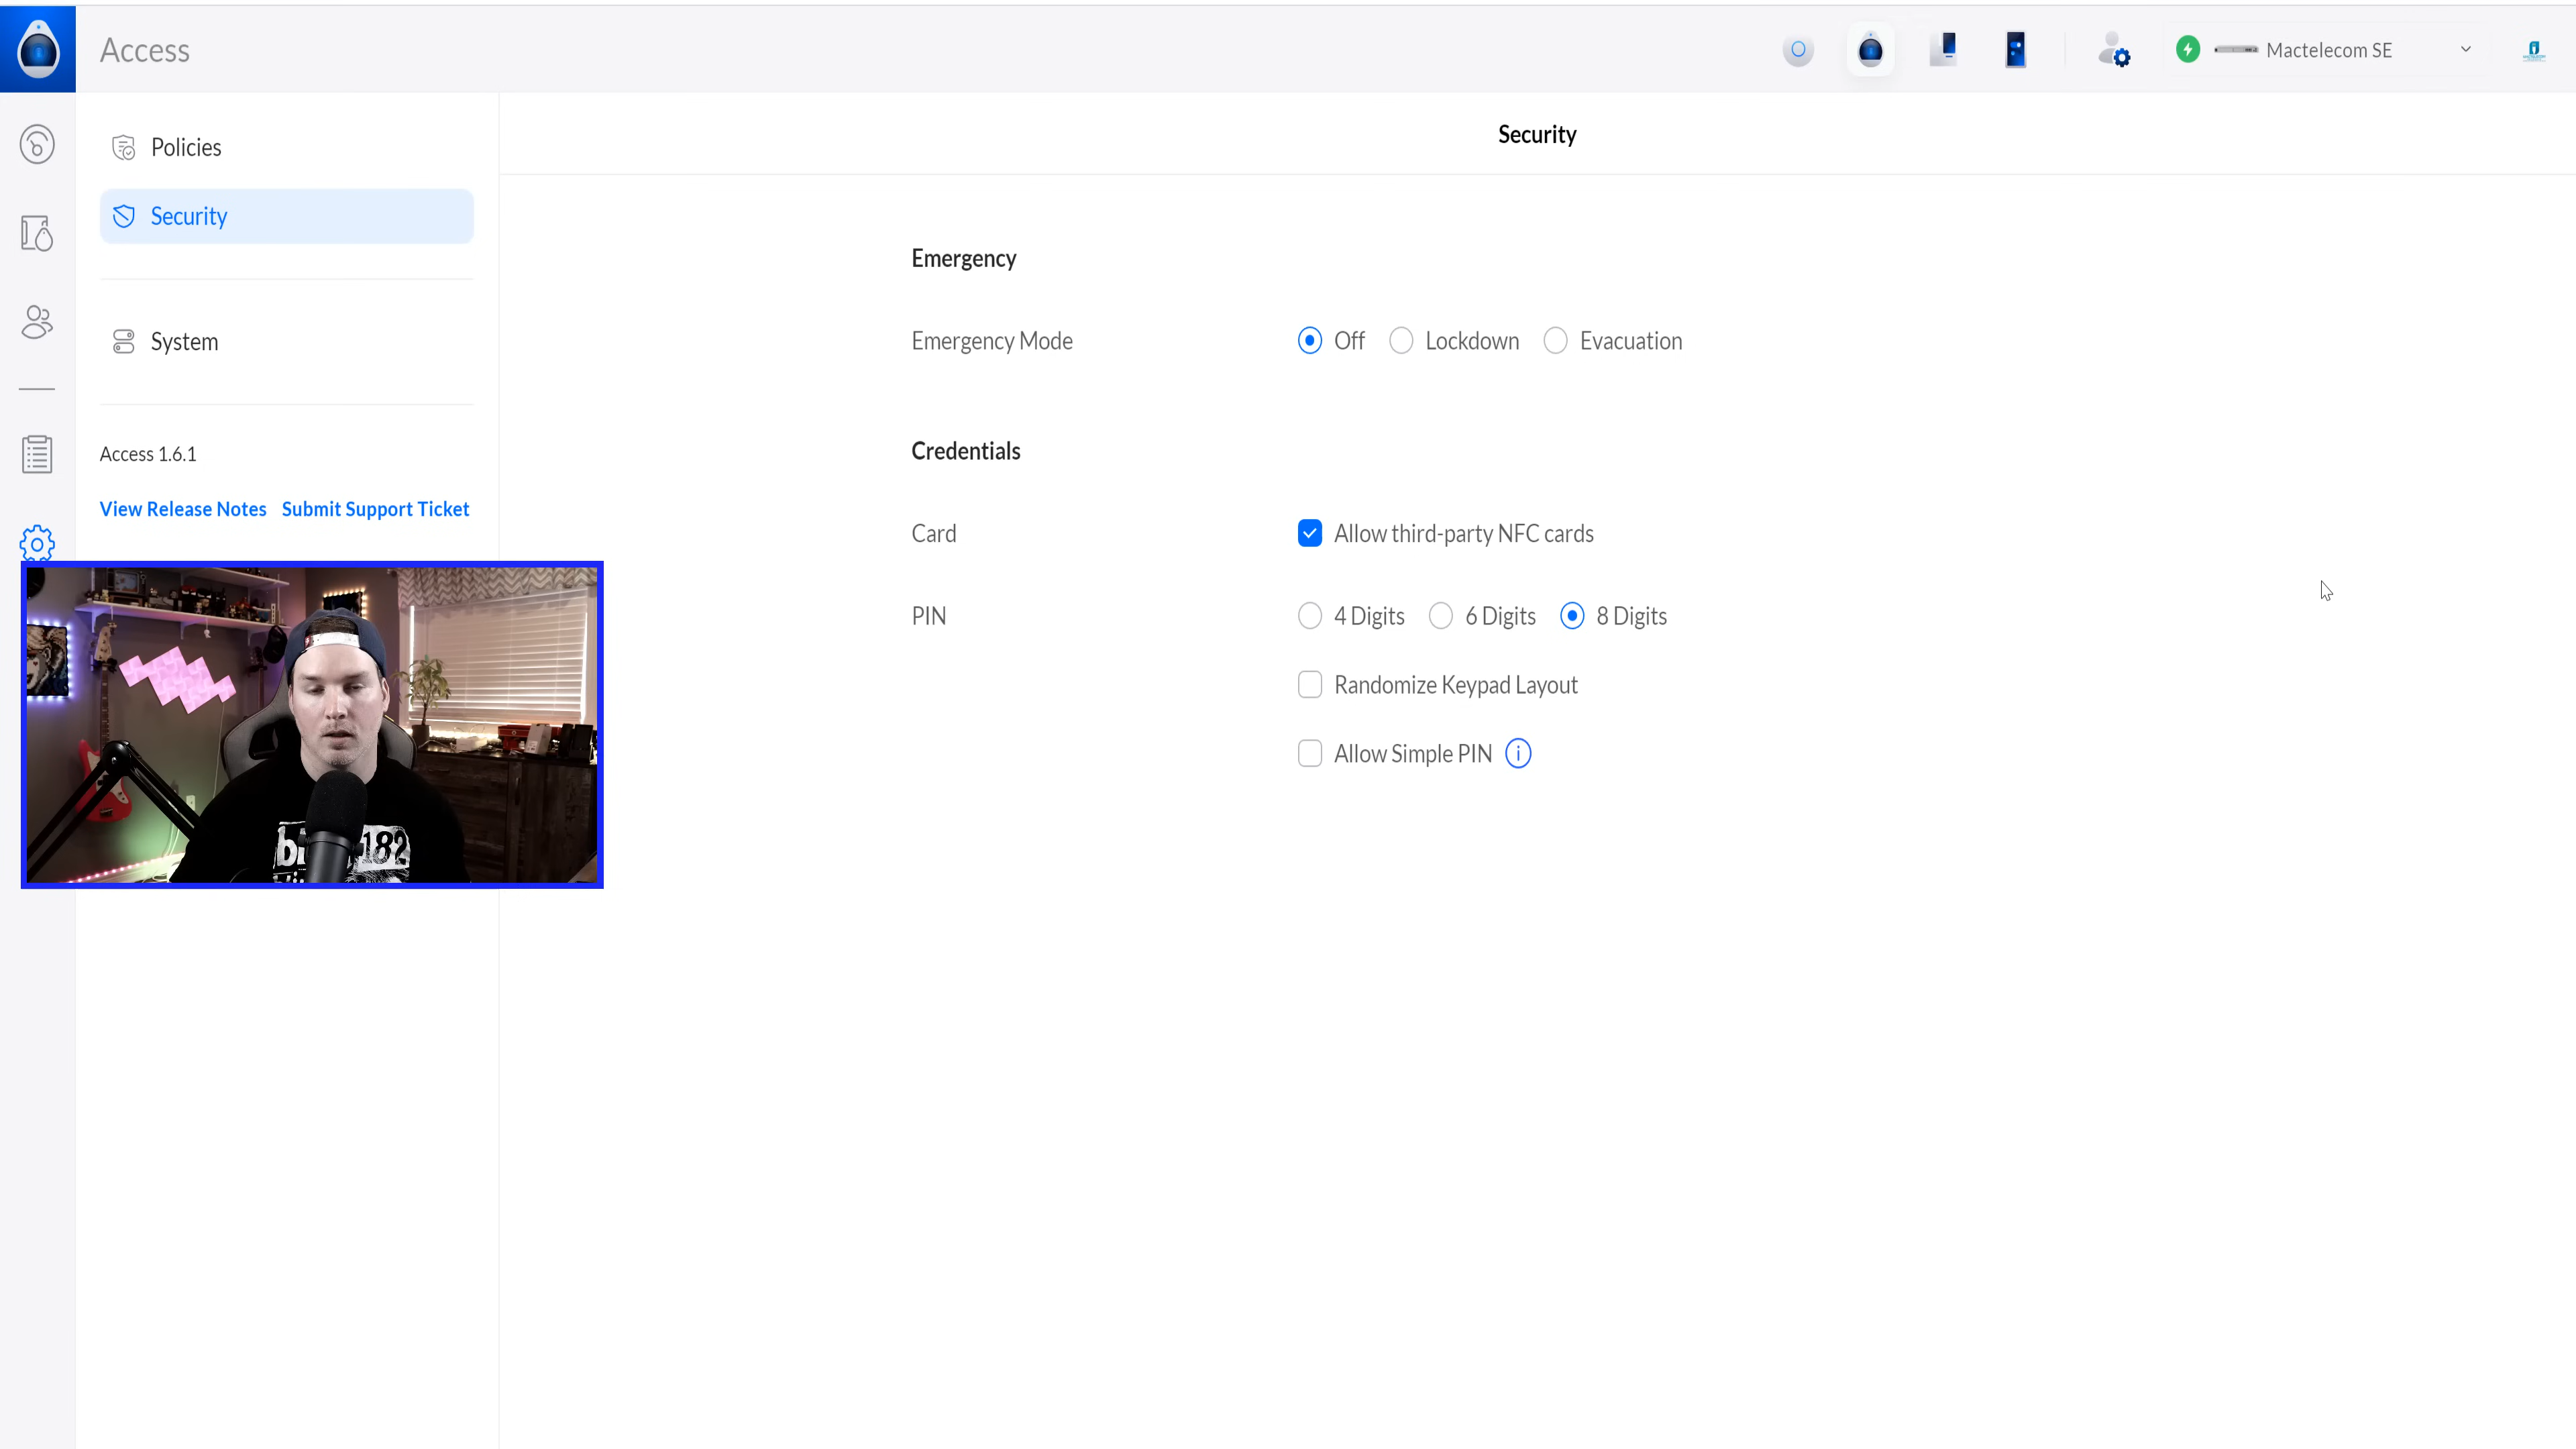 Access
Mactelecom SE
Policies
Security
System
Access 1.6.1
View Release Notes Submit Support Ticket
Security
Emergency
Emergency Mode
Off Lockdown Evacuation
Credentials
Card
Allow third-party NFC cards
PIN
4 Digits 6 Digits 8 Digits
Randomize Keypad Layout
Allow Simple PIN
182